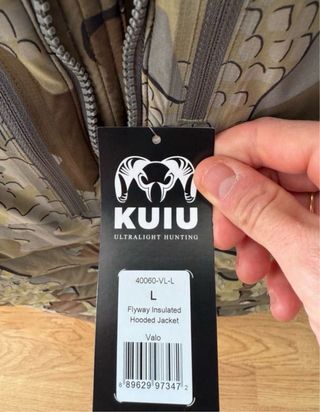 KUIU
ULTRALIGHT HUNTING
40060-VL-L
L
Flyway Insulated
Hooded Jacket
Valo
8 89629 97347 2